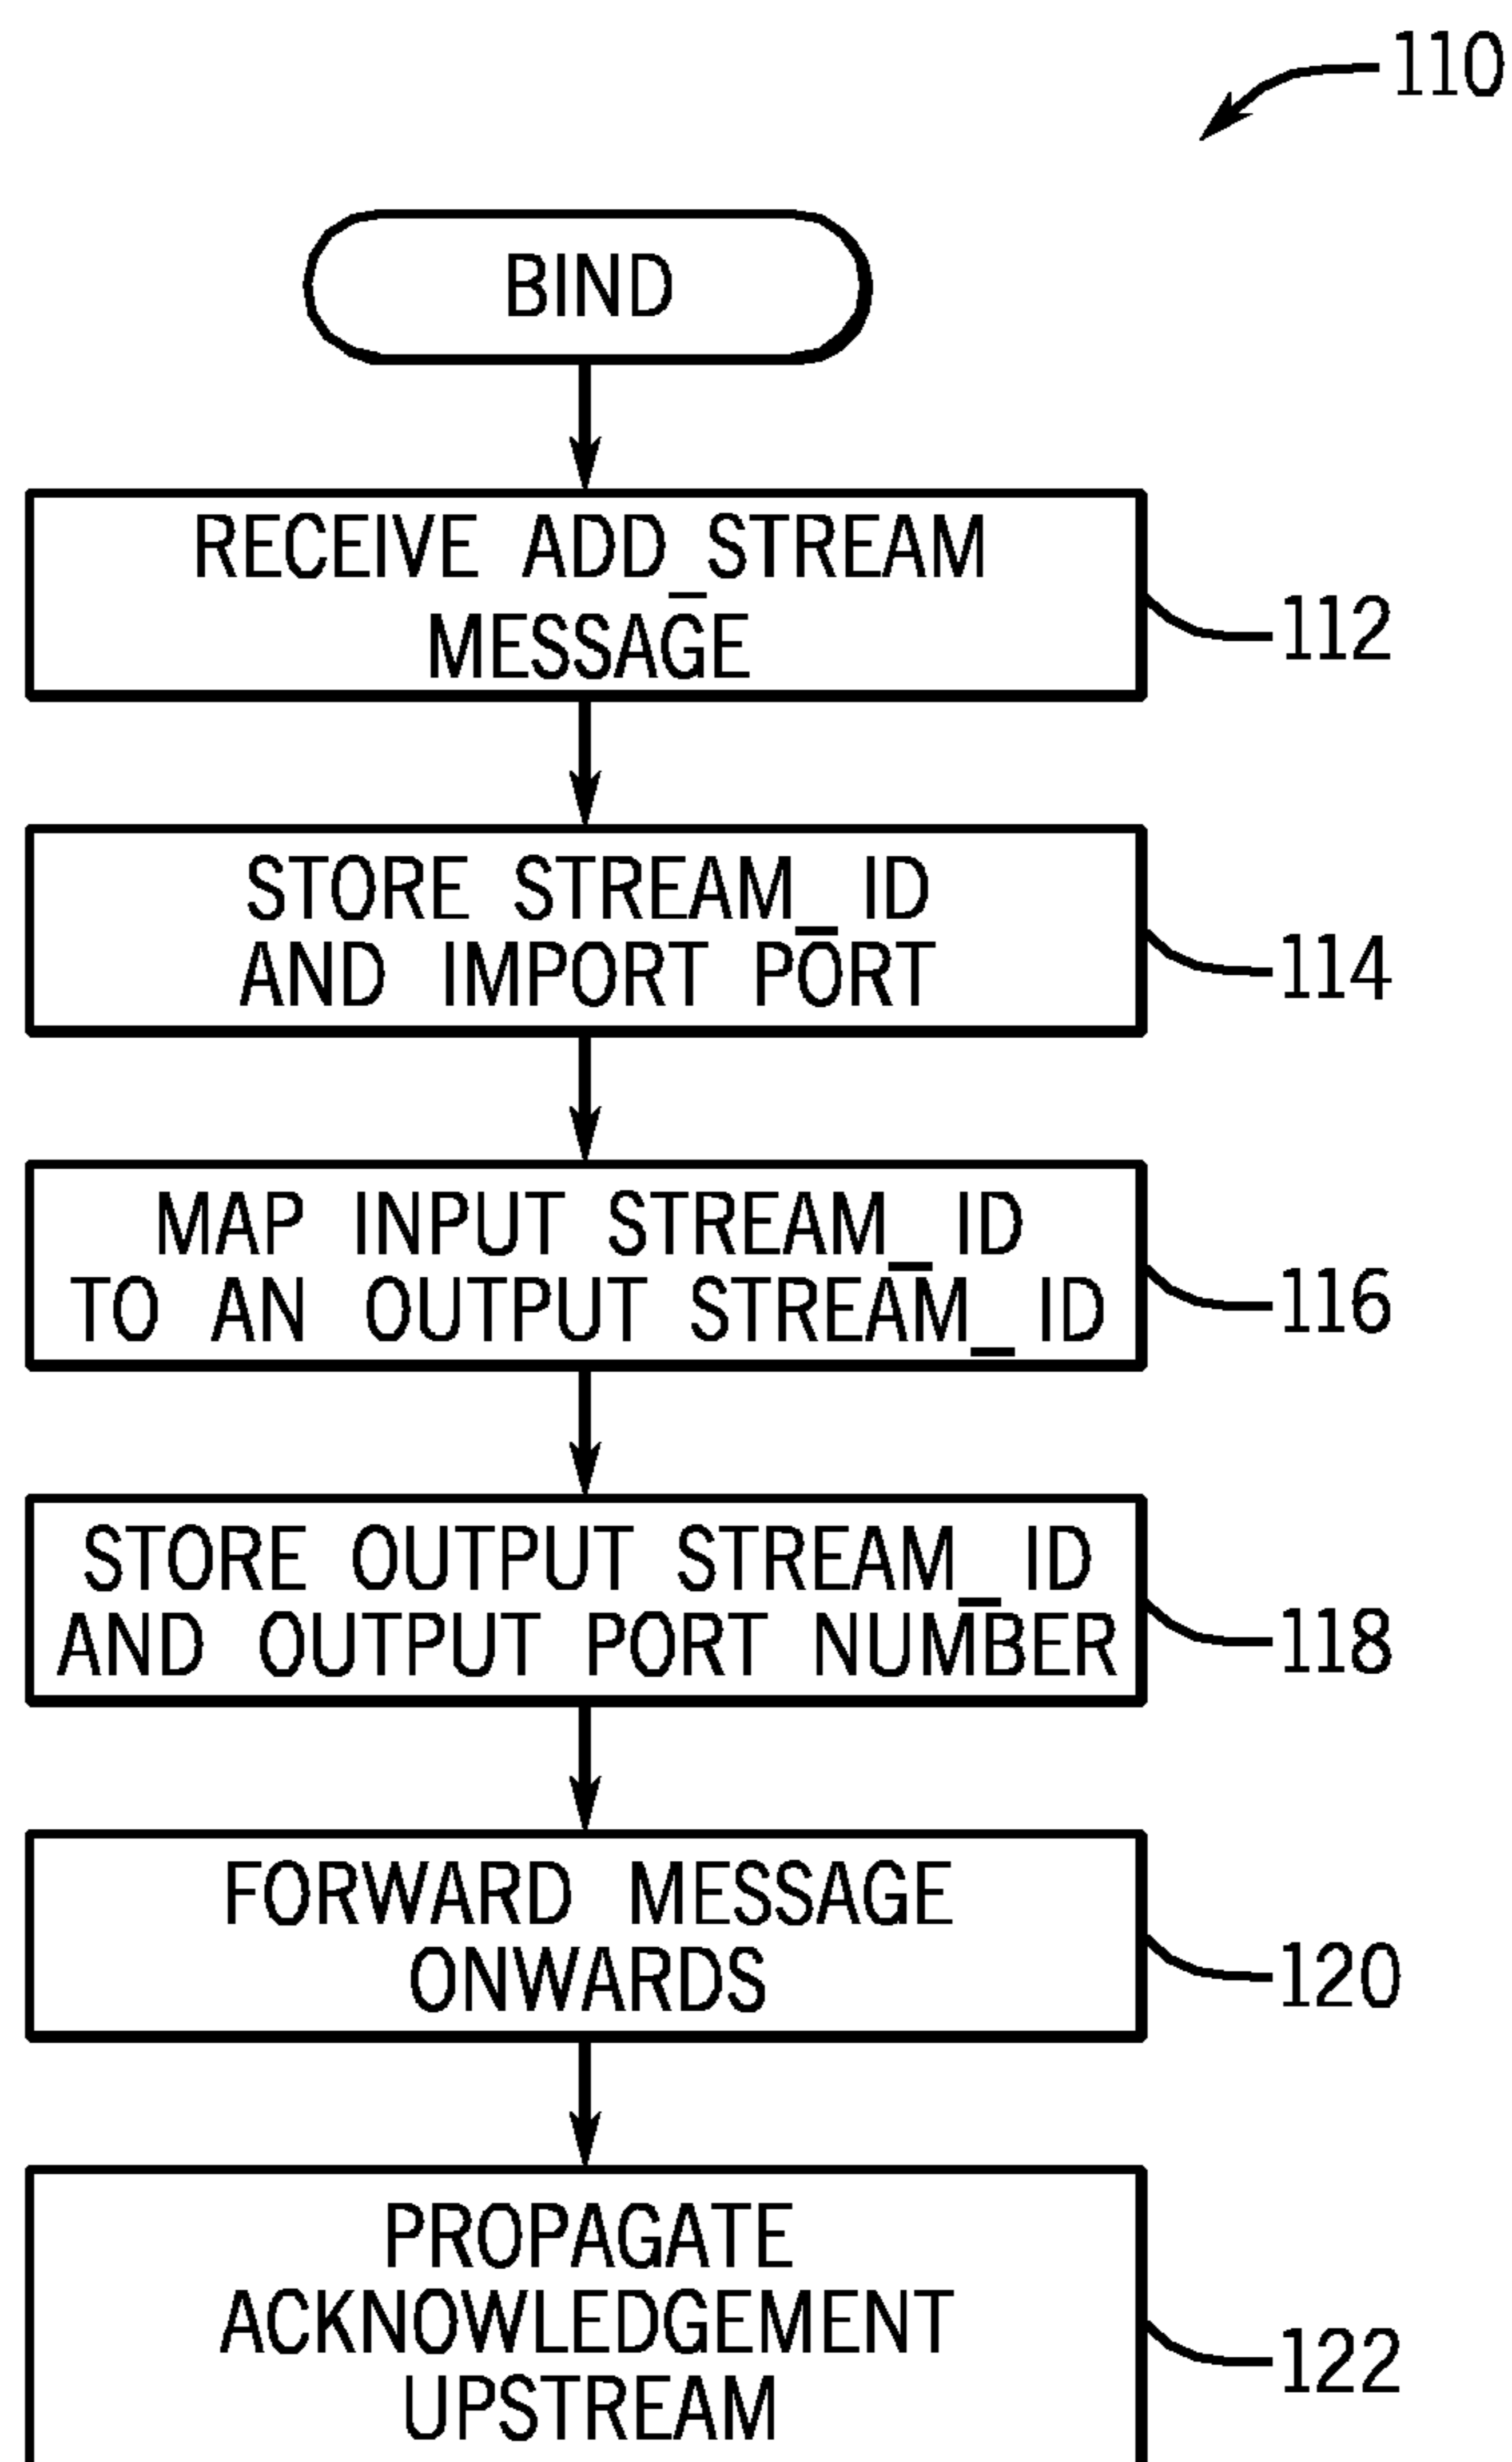 110
BIND
RECEIVE ADD_STREAM
MESSAGE
112
STORE STREAM_ID
AND IMPORT PORT
114
MAP INPUT STREAM_ID
TO AN OUTPUT STREAM_ID
116
STORE OUTPUT STREAM_ID
AND OUTPUT PORT NUMBER
118
FORWARD MESSAGE
ONWARDS
120
PROPAGATE
ACKNOWLEDGEMENT
UPSTREAM
122